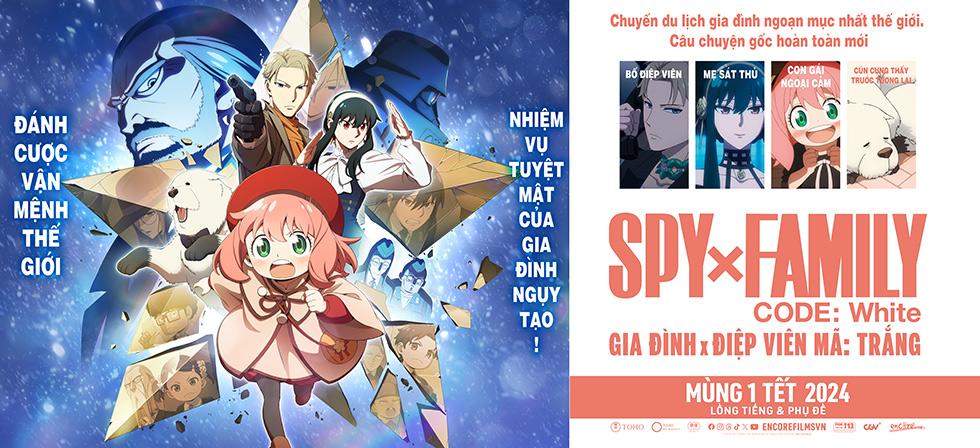 ĐÁNH
CƯỢC
VẬN
MỆNH
THẾ
GIỚI
NHIỆM
VỤ
TUYỆT
MẬT
CỦA
GIA
ĐÌNH
NGỤY
TẠO
!
Chuyến du lịch gia đình ngoạn mục nhất thế giới.
Câu chuyện gốc hoàn toàn mới
BỐ ĐIỆP VIÊN
MẸ SÁT THỦ
CON GÁI
NGOẠI CẢM
CÚN CƯNG THẤY
TRƯỚC TƯƠNG LAI
SPY×FAMILY
CODE: White
GIA ĐÌNH x ĐIỆP VIÊN MÃ: TRẮNG
MÙNG 1 TẾT 2024
LỒNG TIẾNG & PHỤ ĐỀ
TOHO
ENCOREFILMSVN
T13
CGV
encore